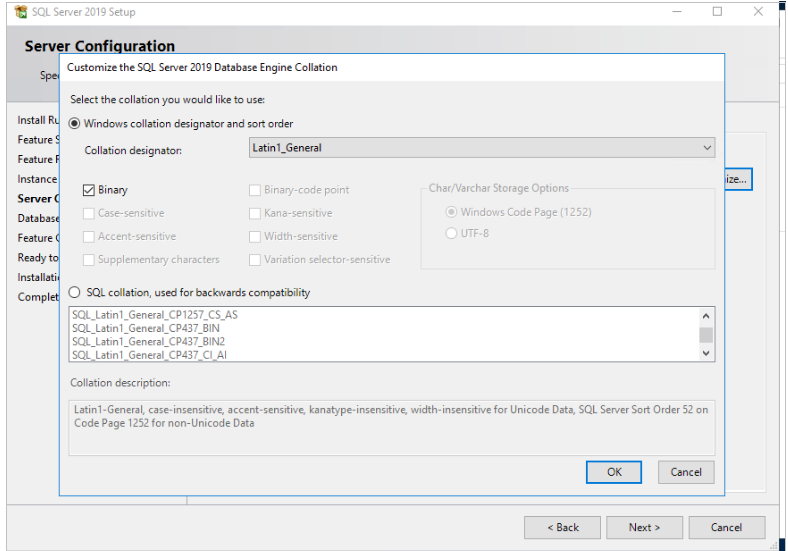 SQL Server 2019 Setup
Server Configuration
Spe
Customize the SQL Server 2019 Database Engine Collation
Select the collation you would like to use:
Windows collation designator and sort order
Collation designator:
Latin1_General
Binary
Binary-code point
Case-sensitive
Kana-sensitive
Accent-sensitive
Width-sensitive
Supplementary characters
Variation selector-sensitive
Char/Varchar Storage Options
Windows Code Page (1252)
UTF-8
SQL collation, used for backwards compatibility
SQL_Latin1_General_CP1257_CS_AS
SQL_Latin1_General_CP437_BIN
SQL_Latin1_General_CP437_BIN2
SQL_Latin1_General_CP437_CI_AI
Collation description:
Latin1-General, case-insensitive, accent-sensitive, kanatype-insensitive, width-insensitive for Unicode Data, SQL Server Sort Order 52 on
Code Page 1252 for non-Unicode Data
OK
Cancel
Install Ru
Feature S
Feature R
Instance
Server C
Database
Feature C
Ready to
Installati
Complet
ize...
< Back
Next >
Cancel